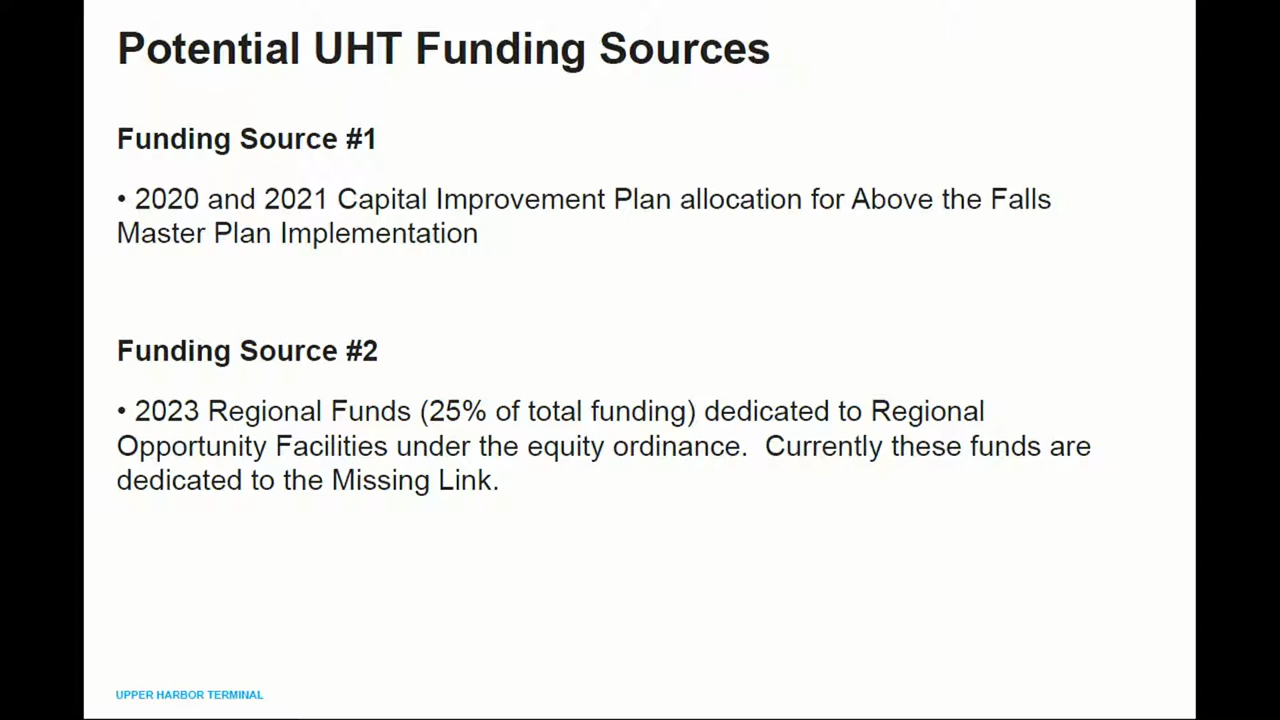 Potential UHT Funding Sources
Funding Source #1
• 2020 and 2021 Capital Improvement Plan allocation for Above the Falls
Master Plan Implementation
Funding Source #2
• 2023 Regional Funds (25% of total funding) dedicated to Regional
Opportunity Facilities under the equity ordinance.  Currently these funds are
dedicated to the Missing Link.
UPPER HARBOR TERMINAL